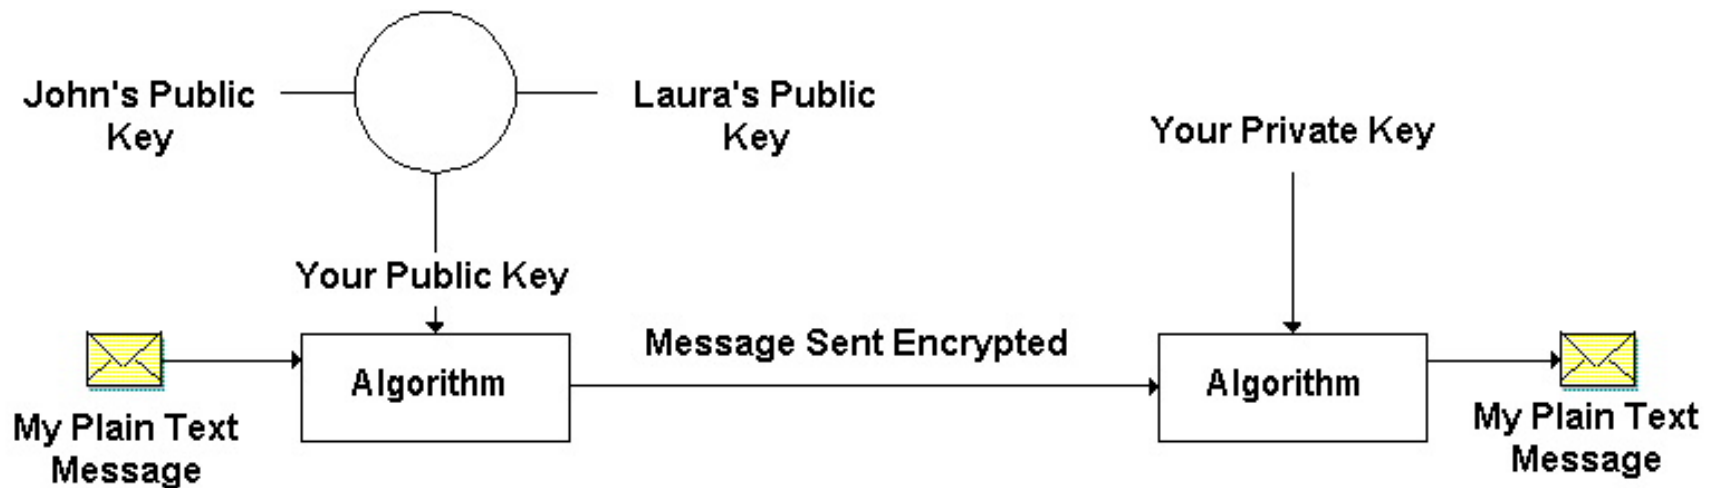 John's Public
Key
Laura's Public
Key
Your Private Key
Your Public Key
Message Sent Encrypted
Algorithm
Algorithm
My Plain Text
Message
My Plain Text
Message